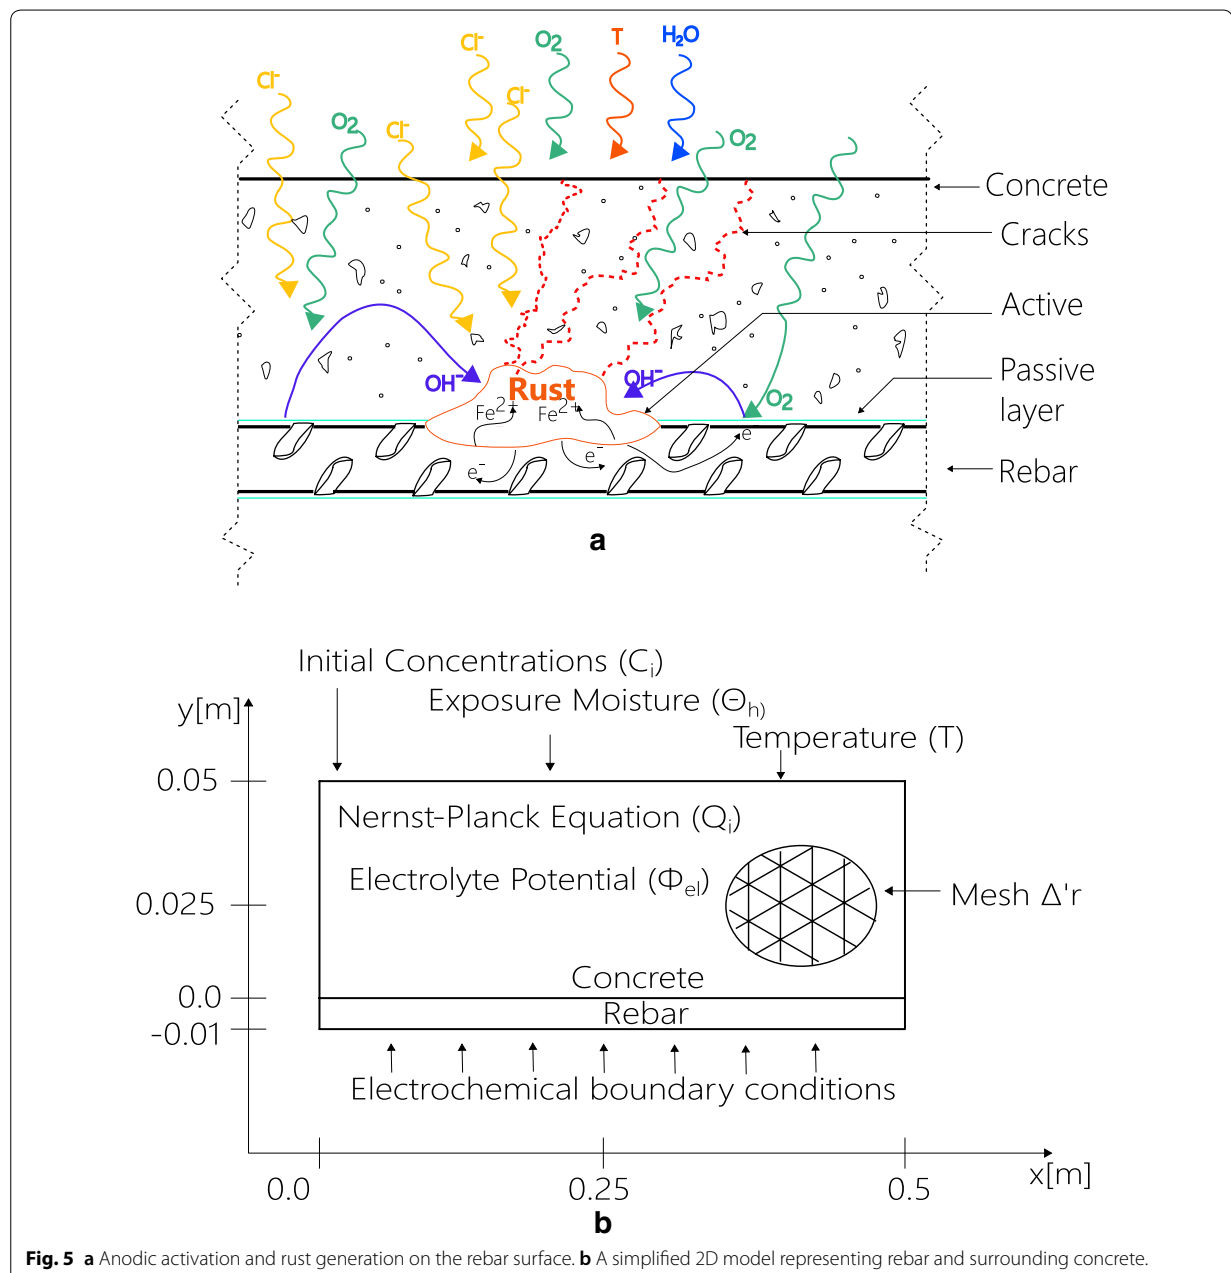 Cl⁻
O2
T
H₂O
Cl⁻
Cl⁻
O2
Cl⁻
O2
Concrete
Cracks
Active
Passive
layer
OH⁻
Rust
OH⁻
O2
Fe²⁺
Fe²⁺
e
e⁻
e⁻
Rebar
a
Initial Concentrations (Cᵢ)
Exposure Moisture (Θₕ)
y[m]
Temperature (T)
0.05
Nernst-Planck Equation (Qᵢ)
Electrolyte Potential (Φₑₗ)
0.025
Mesh Δ'r
Concrete
0.0
Rebar
-0.01
Electrochemical boundary conditions
x[m]
0.0
0.25
0.5
b
Fig. 5 a Anodic activation and rust generation on the rebar surface. b A simplified 2D model representing rebar and surrounding concrete.